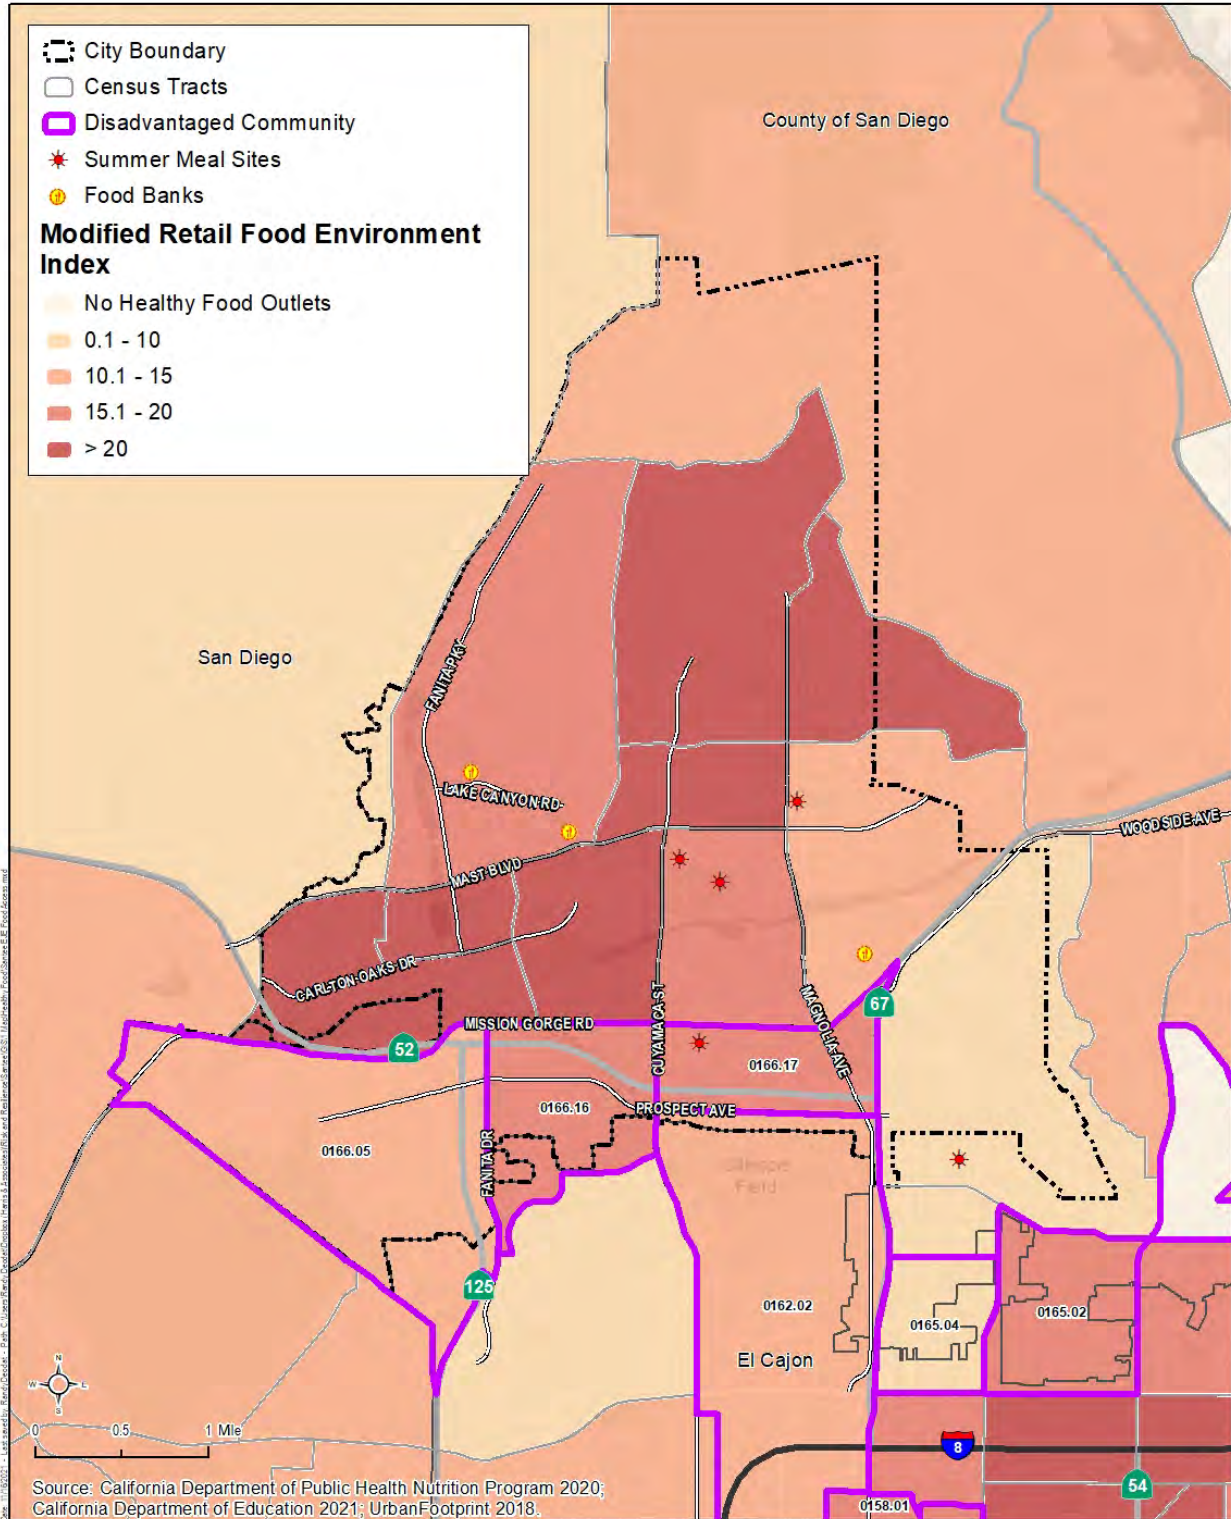 City Boundary
Census Tracts
Disadvantaged Community
Summer Meal Sites
Food Banks
Modified Retail Food Environment
Index
No Healthy Food Outlets
0.1 - 10
10.1 - 15
15.1 - 20
> 20
County of San Diego
San Diego
FANITA PKY
LAKE CANYON RD
MAST BLVD
WOODSIDE AVE
CARLTON OAKS DR
CUYAMACA ST
MAGNOLIA AVE
67
MISSION GORGE RD
52
0166.17
0166.16
PROSPECT AVE
0166.05
FANITA DR
Gillespie
Field
125
0162.02
0165.04
0165.02
El Cajon
N
W
S
0 0.5 1 Mile
8
54
0158.01
Source: California Department of Public Health Nutrition Program 2020;
California Department of Education 2021; UrbanFootprint 2018.